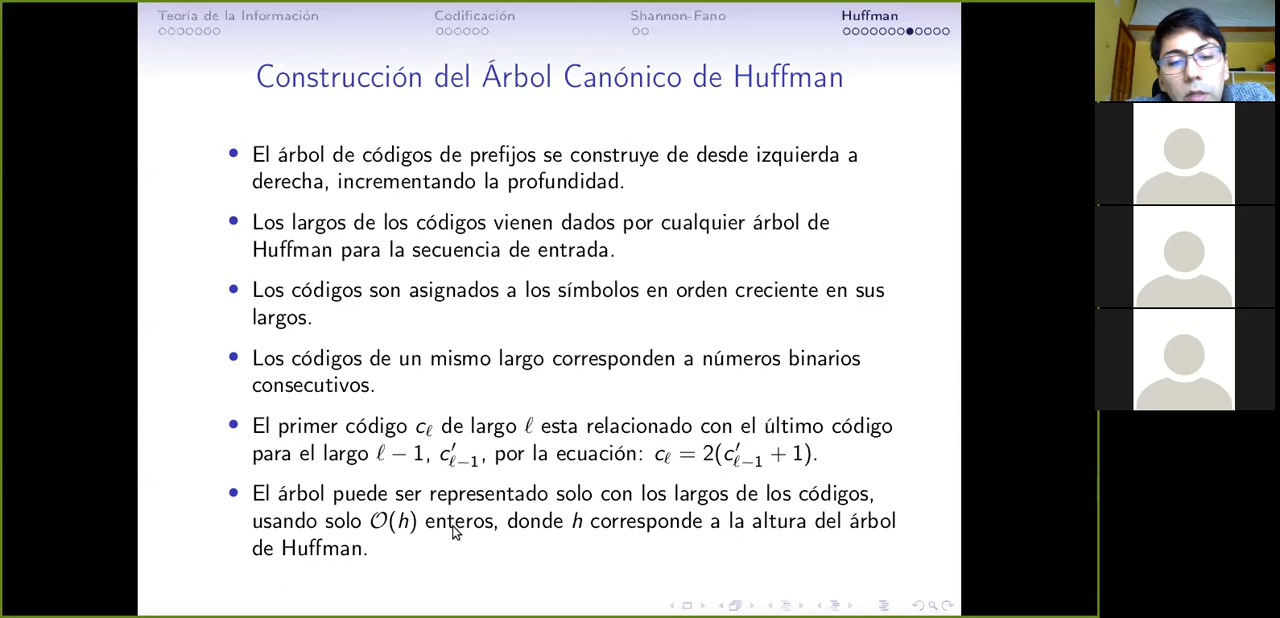 Teoría de la Información Codificación Shannon-Fano Huffman
Construcción del Árbol Canónico de Huffman
El árbol de códigos de prefijos se construye de desde izquierda a
derecha, incrementando la profundidad.
Los largos de los códigos vienen dados por cualquier árbol de
Huffman para la secuencia de entrada.
Los códigos son asignados a los símbolos en orden creciente en sus
largos.
Los códigos de un mismo largo corresponden a números binarios
consecutivos.
El primer código c_ℓ de largo ℓ esta relacionado con el último código
para el largo ℓ − 1, c′_{ℓ−1}, por la ecuación: c_ℓ = 2(c′_{ℓ−1} + 1).
El árbol puede ser representado solo con los largos de los códigos,
usando solo O(h) enteros, donde h corresponde a la altura del árbol
de Huffman.